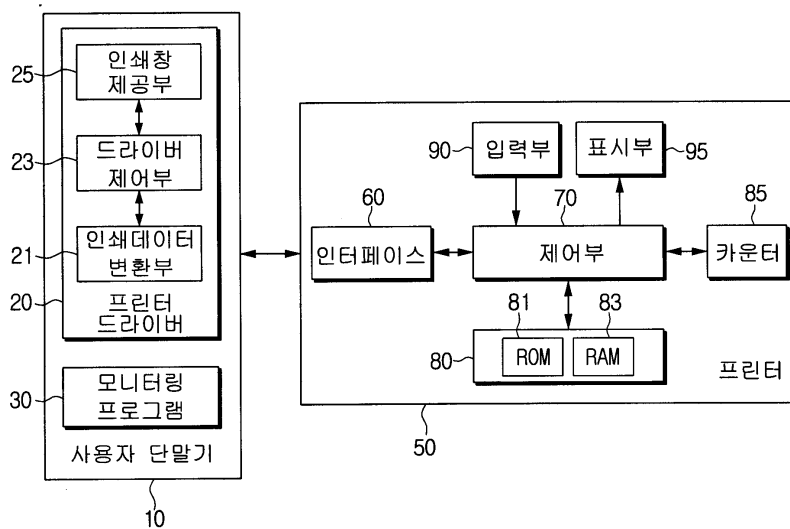 25
인쇄창
제공부
23
드라이버
제어부
21
인쇄데이터
변환부
20
프린터
드라이버
30
모니터링
프로그램
사용자 단말기
10
90
입력부
표시부
95
60
인터페이스
70
제어부
85
카운터
80
81
ROM
83
RAM
프린터
50